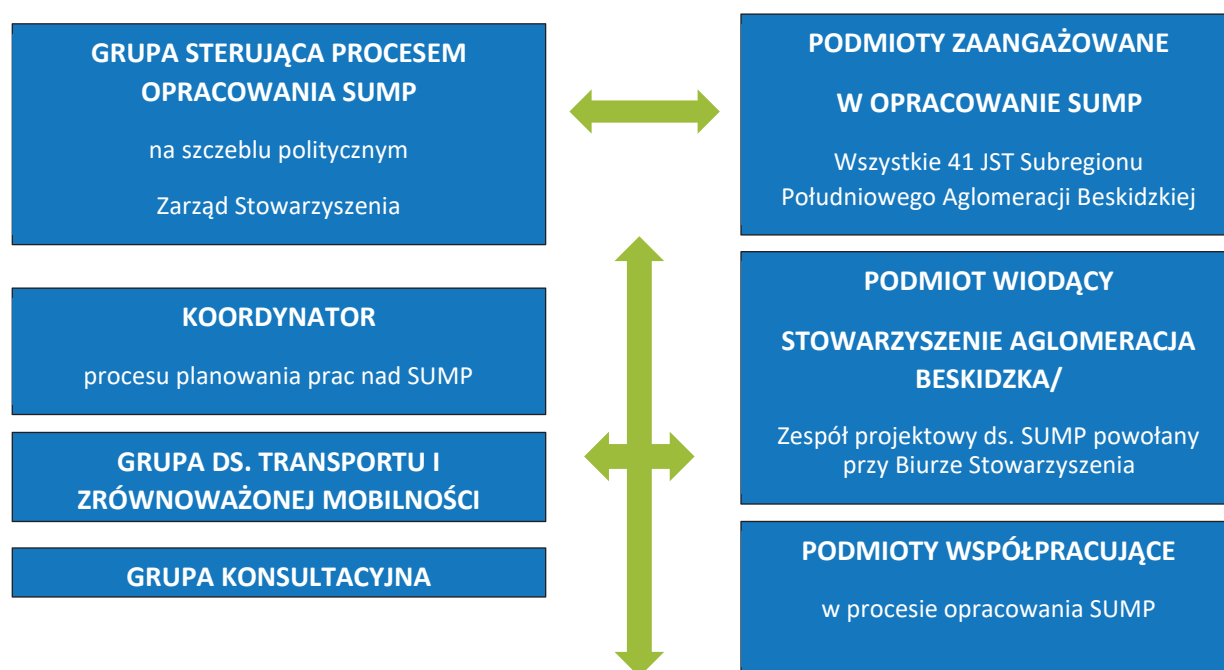 GRUPA STERUJĄCA PROCESEM
OPRACOWANIA SUMP
na szczeblu politycznym
Zarząd Stowarzyszenia
KOORDYNATOR
procesu planowania prac nad SUMP
GRUPA DS. TRANSPORTU I
ZRÓWNOWAŻONEJ MOBILNOŚCI
GRUPA KONSULTACYJNA
PODMIOTY ZAANGAŻOWANE
W OPRACOWANIE SUMP
Wszystkie 41 JST Subregionu
Południowego Aglomeracji Beskidzkiej
PODMIOT WIODĄCY
STOWARZYSZENIE AGLOMERACJA
BESKIDZKA/
Zespół projektowy ds. SUMP powołany
przy Biurze Stowarzyszenia
PODMIOTY WSPÓŁPRACUJĄCE
w procesie opracowania SUMP